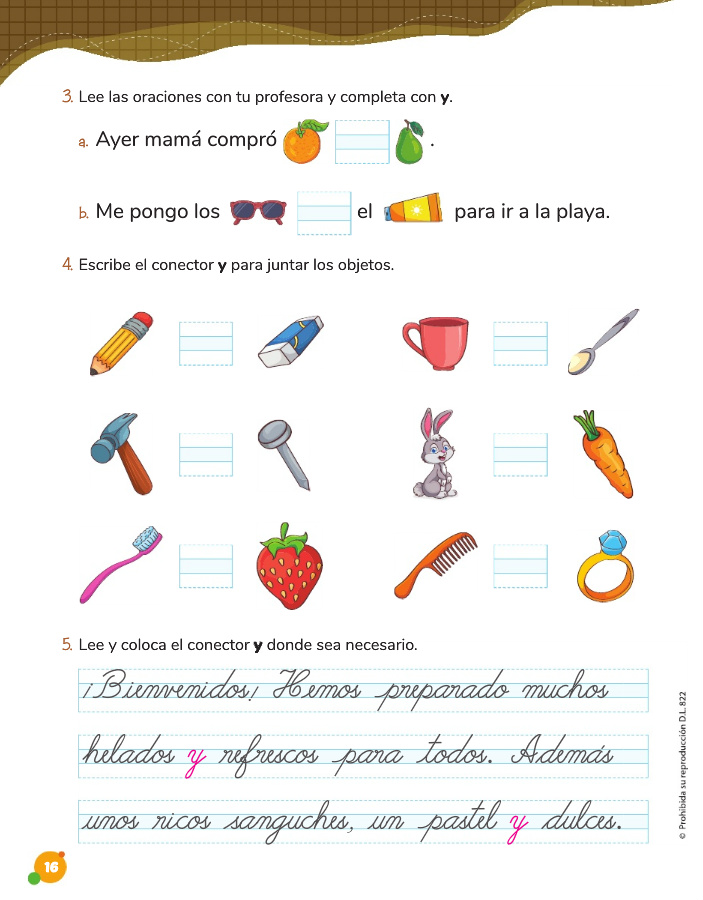 3. Lee las oraciones con tu profesora y completa con y.
a. Ayer mamá compró .
b. Me pongo los el para ir a la playa.
4. Escribe el conector y para juntar los objetos.
5. Lee y coloca el conector y donde sea necesario.
¡Bienvenidos! Hemos preparado muchos
helados y refrescos para todos. Además
unos ricos sanguches, un pastel y dulces.
© Prohibida su reproducción D.L. 822
16